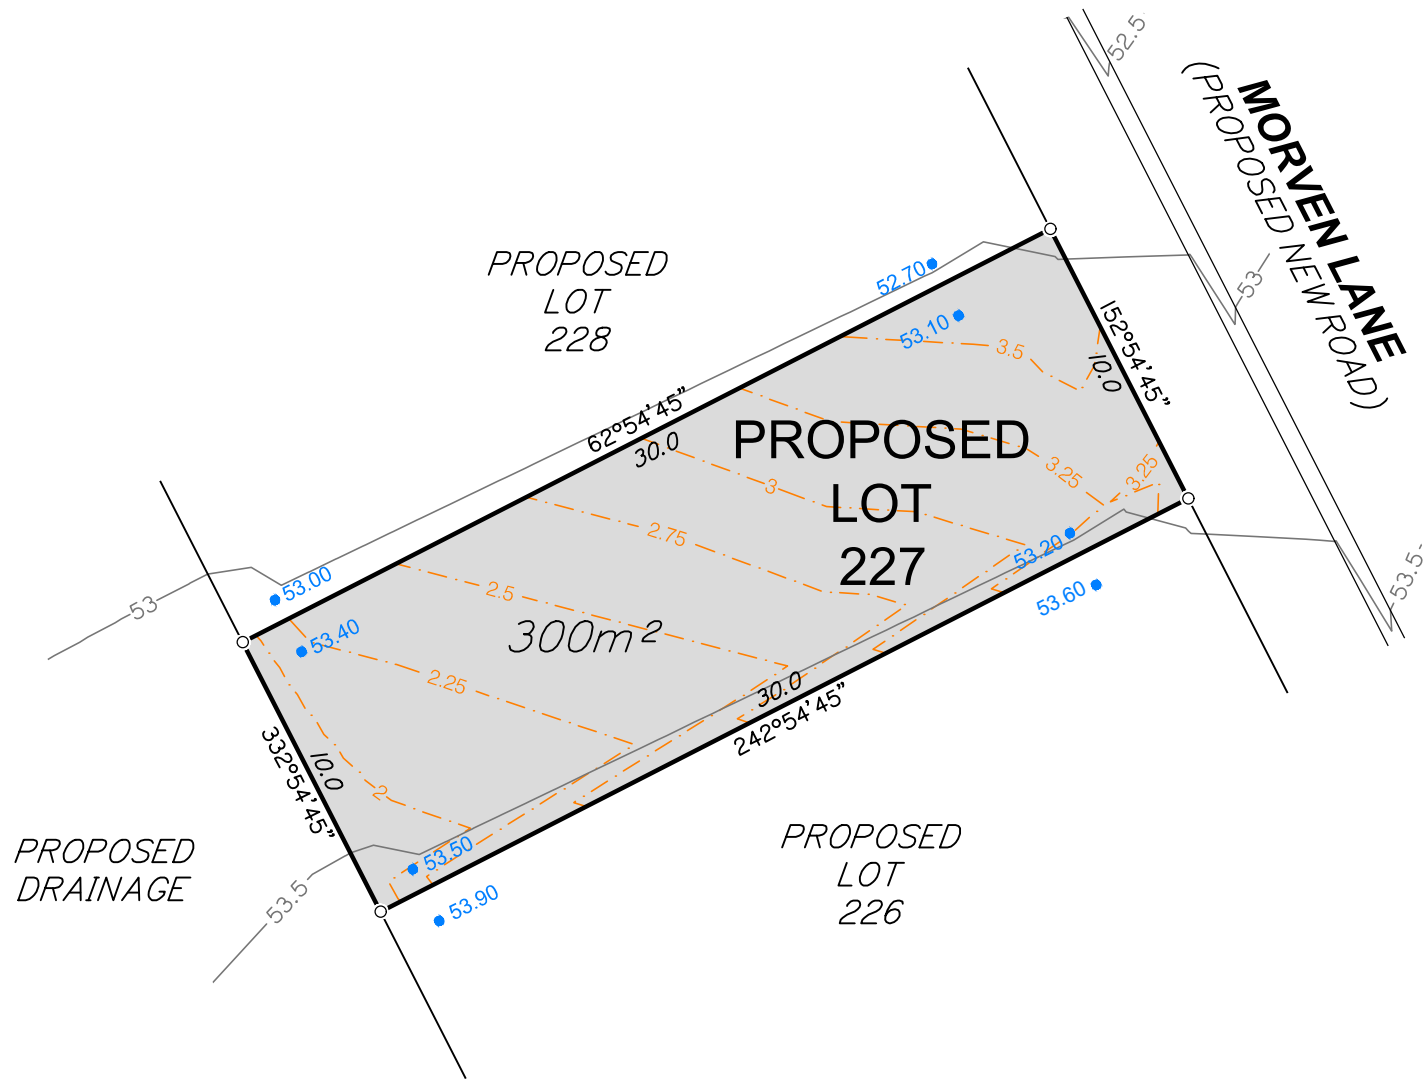 52.5
MORVEN LANE
(PROPOSED NEW ROAD)
53
PROPOSED
LOT
228
52.70
53.10
3.5
152°54'45"
10.0
62°54'45"
30.0
PROPOSED
LOT
227
3.25
3.25
3
2.75
53.20
53.60
53.5
53.00
53
53.40
2.5
300m²
2.25
30.0
242°54'45"
332°54'45"
10.0
2
53.50
53.90
53.5
PROPOSED
DRAINAGE
PROPOSED
LOT
226